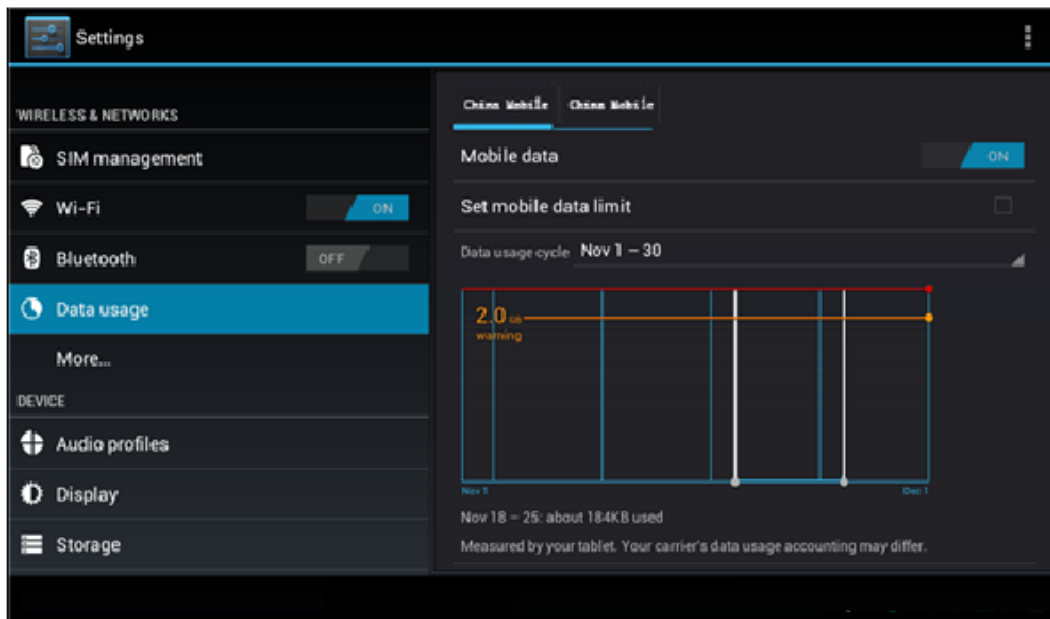 Settings
WIRELESS & NETWORKS
SIM management
Wi-Fi ON
Bluetooth OFF
Data usage
More...
DEVICE
Audio profiles
Display
Storage
China Mobile China Mobile
Mobile data ON
Set mobile data limit
Data usage cycle Nov 1 – 30
2.0 GB
warning
Nov 1 Dec 1
Nov 18 – 25: about 184KB used
Measured by your tablet. Your carrier's data usage accounting may differ.